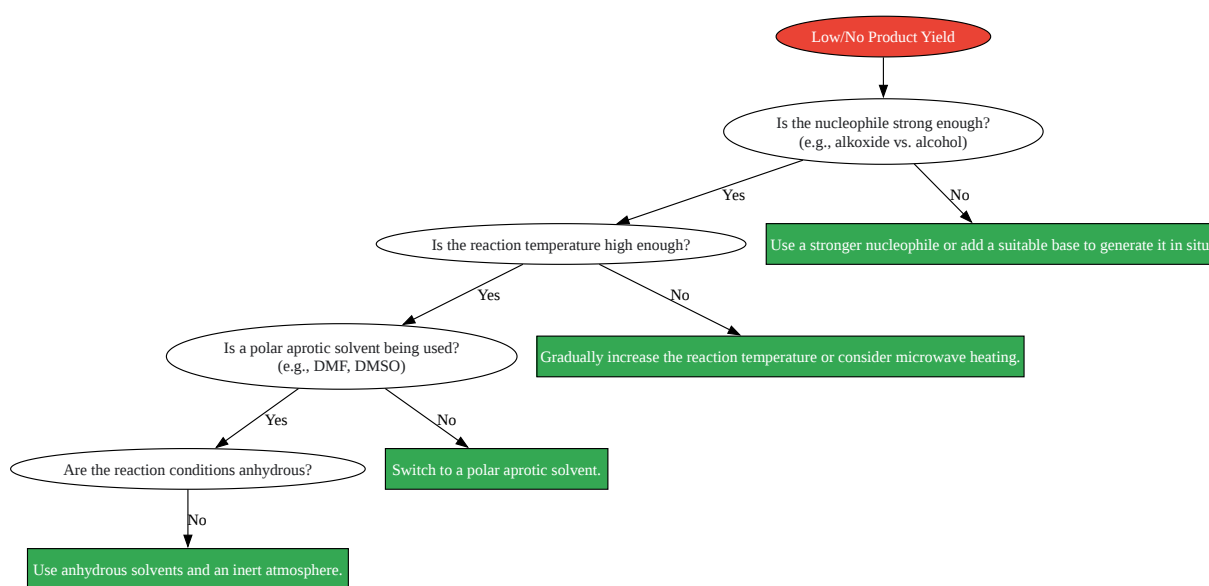 Low/No Product Yield
Is the nucleophile strong enough?
(e.g., alkoxide vs. alcohol)
Yes
No
Is the reaction temperature high enough?
Use a stronger nucleophile or add a suitable base to generate it in situ
Yes
No
Is a polar aprotic solvent being used?
(e.g., DMF, DMSO)
Gradually increase the reaction temperature or consider microwave heating.
Yes
No
Are the reaction conditions anhydrous?
Switch to a polar aprotic solvent.
No
Use anhydrous solvents and an inert atmosphere.